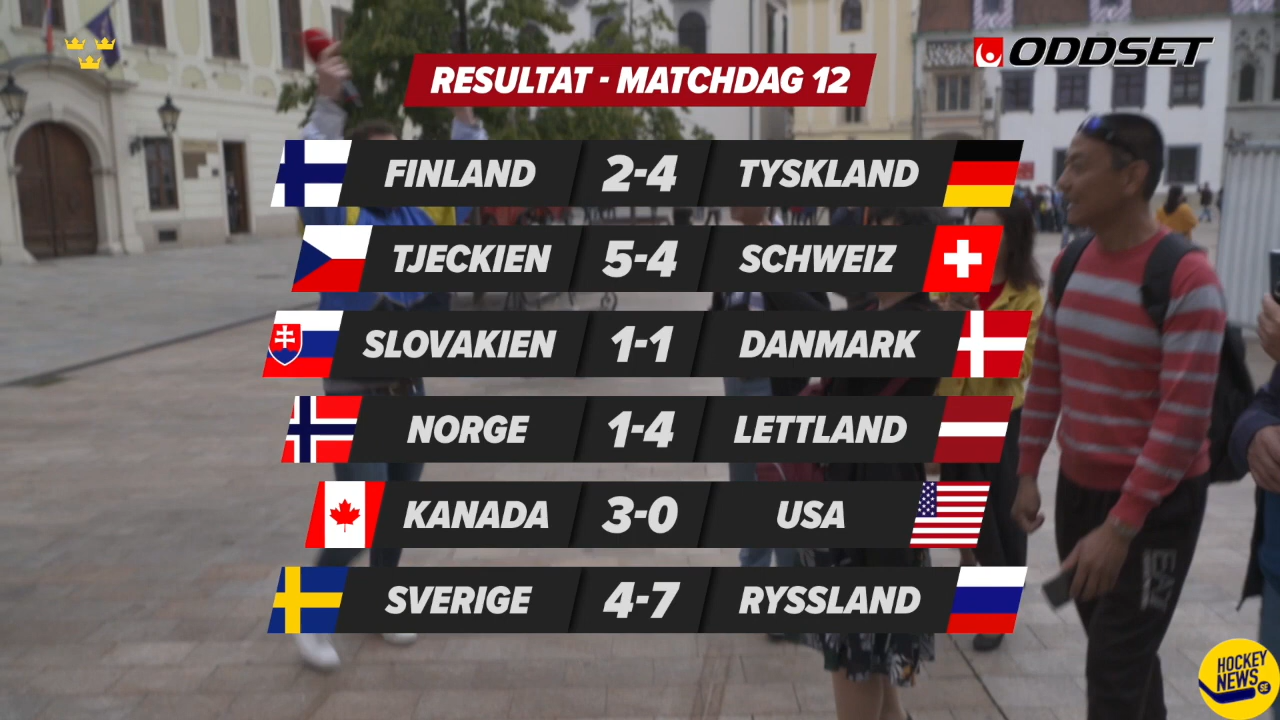 ODDSET
RESULTAT - MATCHDAG 12
FINLAND 2-4 TYSKLAND
TJECKIEN 5-4 SCHWEIZ
SLOVAKIEN 1-1 DANMARK
NORGE 1-4 LETTLAND
KANADA 3-0 USA
SVERIGE 4-7 RYSSLAND
HOCKEY
NEWS.SE